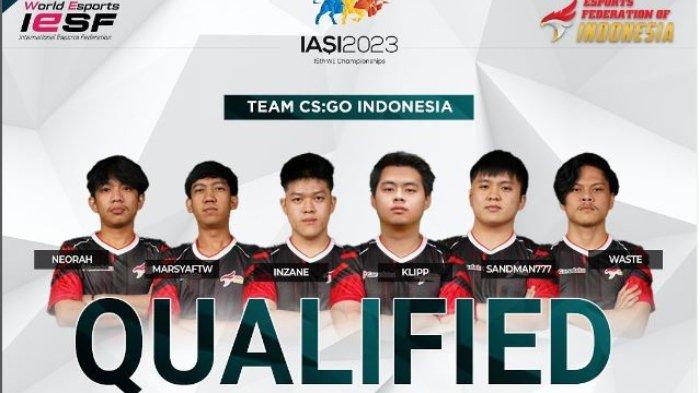 World Esports
IESF
International Esports Federation
IAȘI2023
15th WE Championships
ESPORTS
FEDERATION OF
INDONESIA
TEAM CS:GO INDONESIA
NEORAH
MARSYAFTW
INZANE
KLIPP
SANDMAN777
WASTE
QUALIFIED